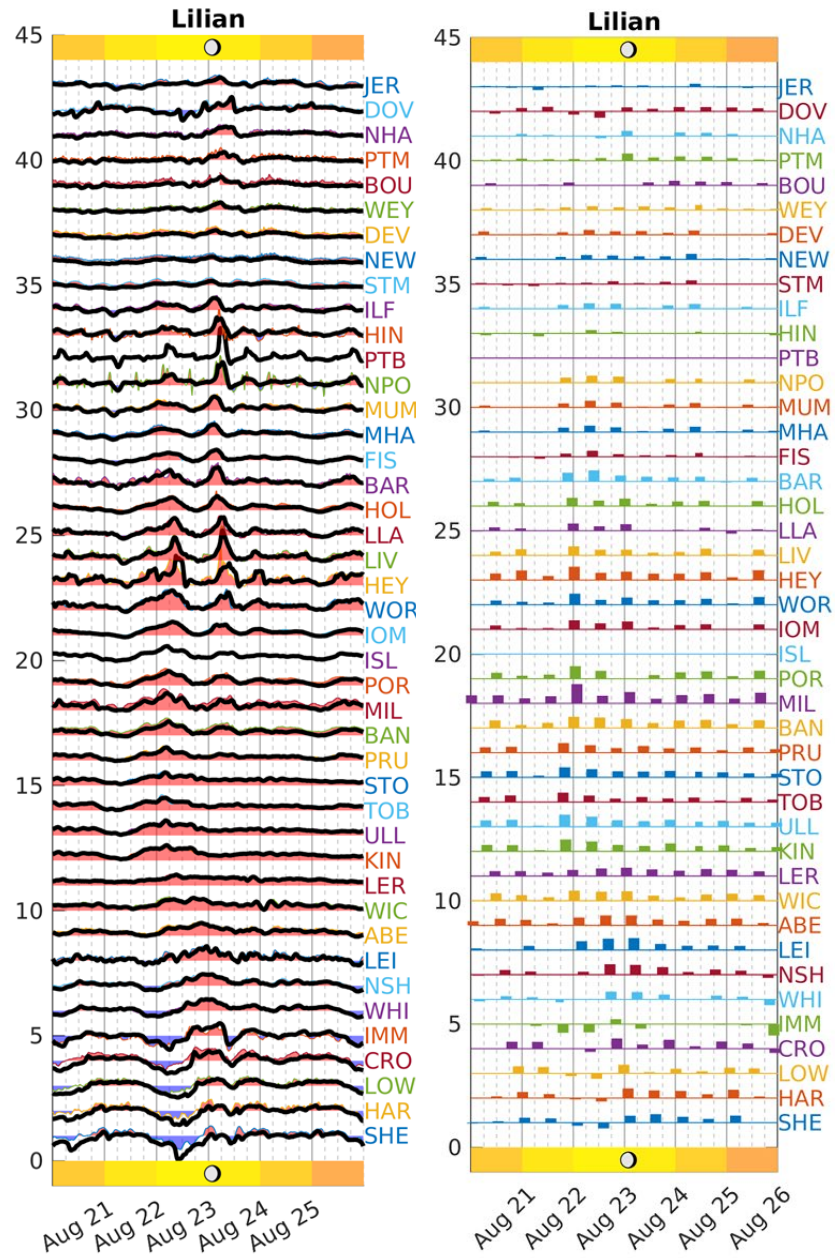 Lilian
45
JER
DOV
NHA
40
PTM
BOU
WEY
DEV
NEW
35
STM
ILF
HIN
PTB
NPO
30
MUM
MHA
FIS
BAR
HOL
25
LLA
LIV
HEY
WOR
IOM
20
ISL
POR
MIL
BAN
PRU
15
STO
TOB
ULL
KIN
LER
10
WIC
ABE
LEI
NSH
WHI
5
IMM
CRO
LOW
HAR
SHE
0
Aug 21
Aug 22
Aug 23
Aug 24
Aug 25
Lilian
45
JER
DOV
NHA
40
PTM
BOU
WEY
DEV
NEW
35
STM
ILF
HIN
PTB
NPO
30
MUM
MHA
FIS
BAR
HOL
25
LLA
LIV
HEY
WOR
IOM
20
ISL
POR
MIL
BAN
PRU
15
STO
TOB
ULL
KIN
LER
10
WIC
ABE
LEI
NSH
WHI
5
IMM
CRO
LOW
HAR
SHE
0
Aug 21
Aug 22
Aug 23
Aug 24
Aug 25
Aug 26